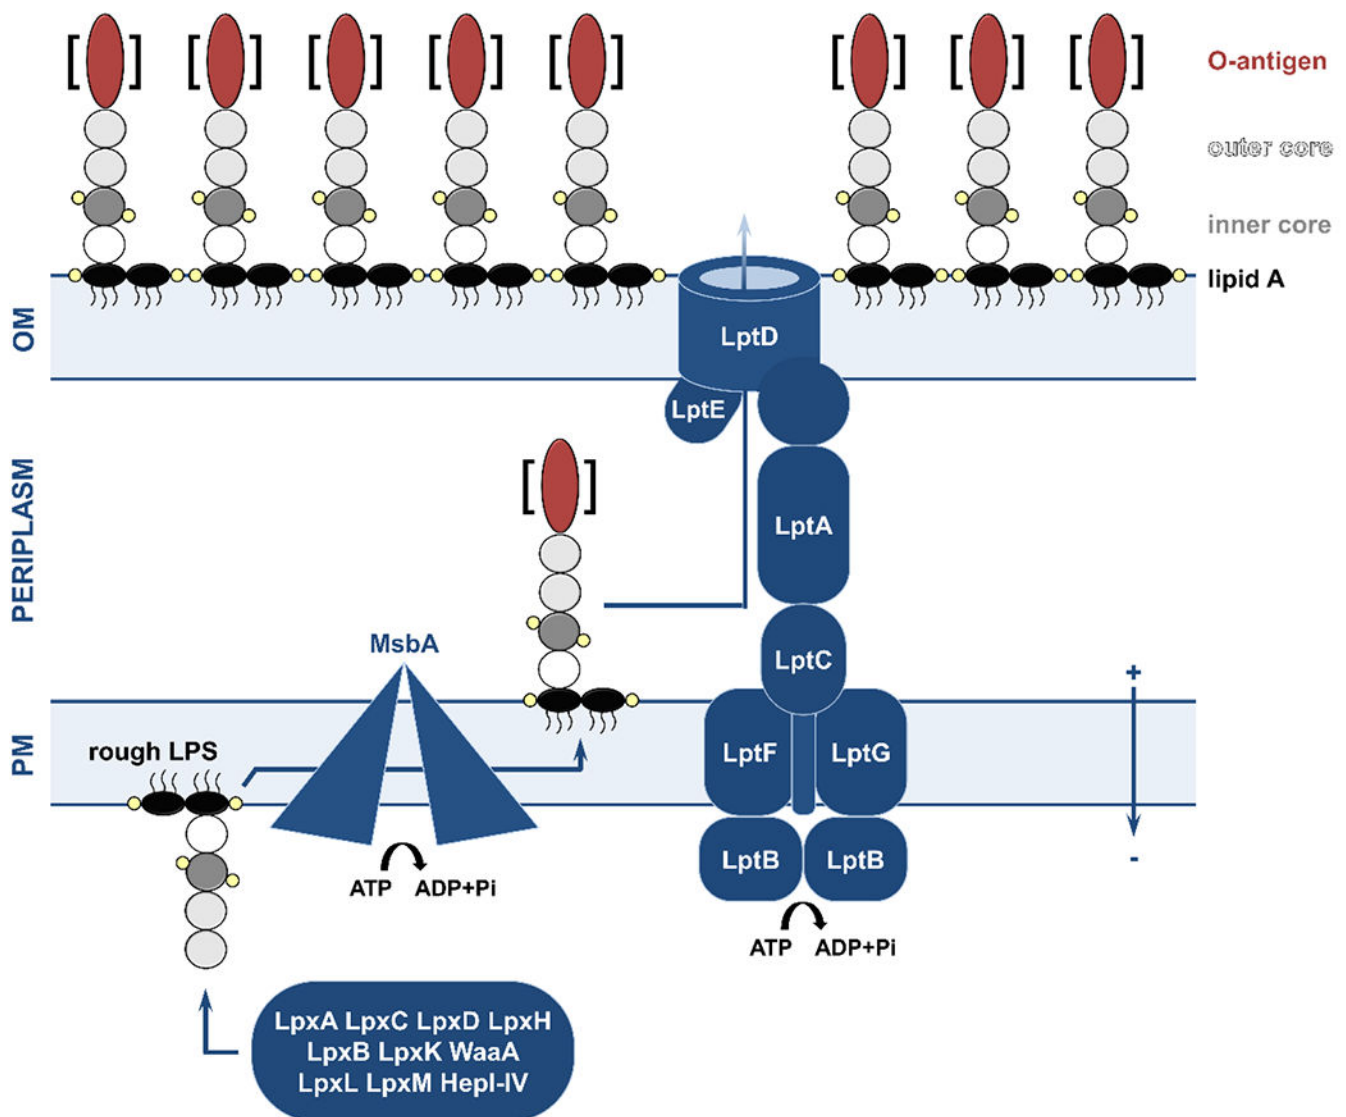 [ ] [ ] [ ] [ ] [ ] [ ] [ ] [ ]
O-antigen
outer core
inner core
lipid A
OM
LptD
LptE
PERIPLASM
[ ]
LptA
MsbA
LptC
+
PM
rough LPS
LptF
LptG
LptB
LptB
-
ATP ADP+Pi
ATP ADP+Pi
LpxA LpxC LpxD LpxH
LpxB LpxK WaaA
LpxL LpxM HepI-IV